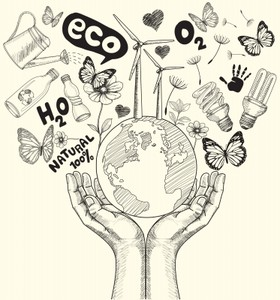 eco
O2
H2O
NATURAL
100%